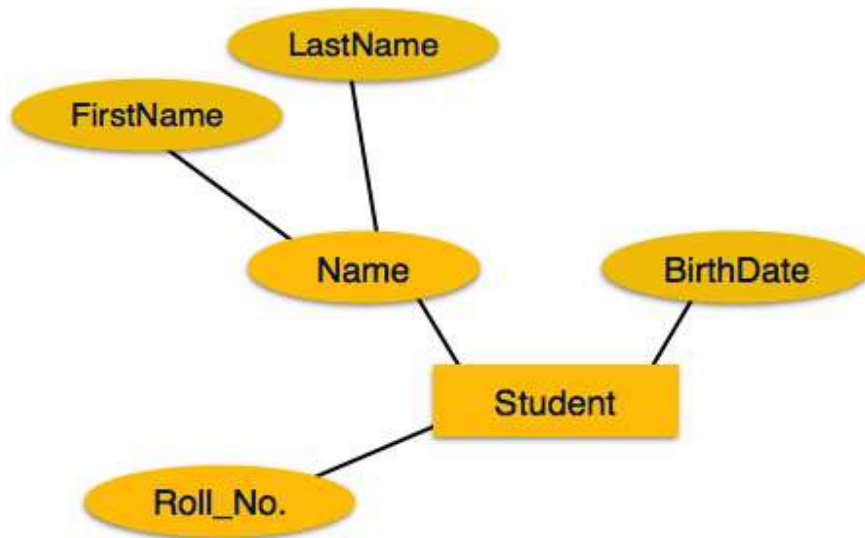 LastName
FirstName
Name
BirthDate
Student
Roll_No.